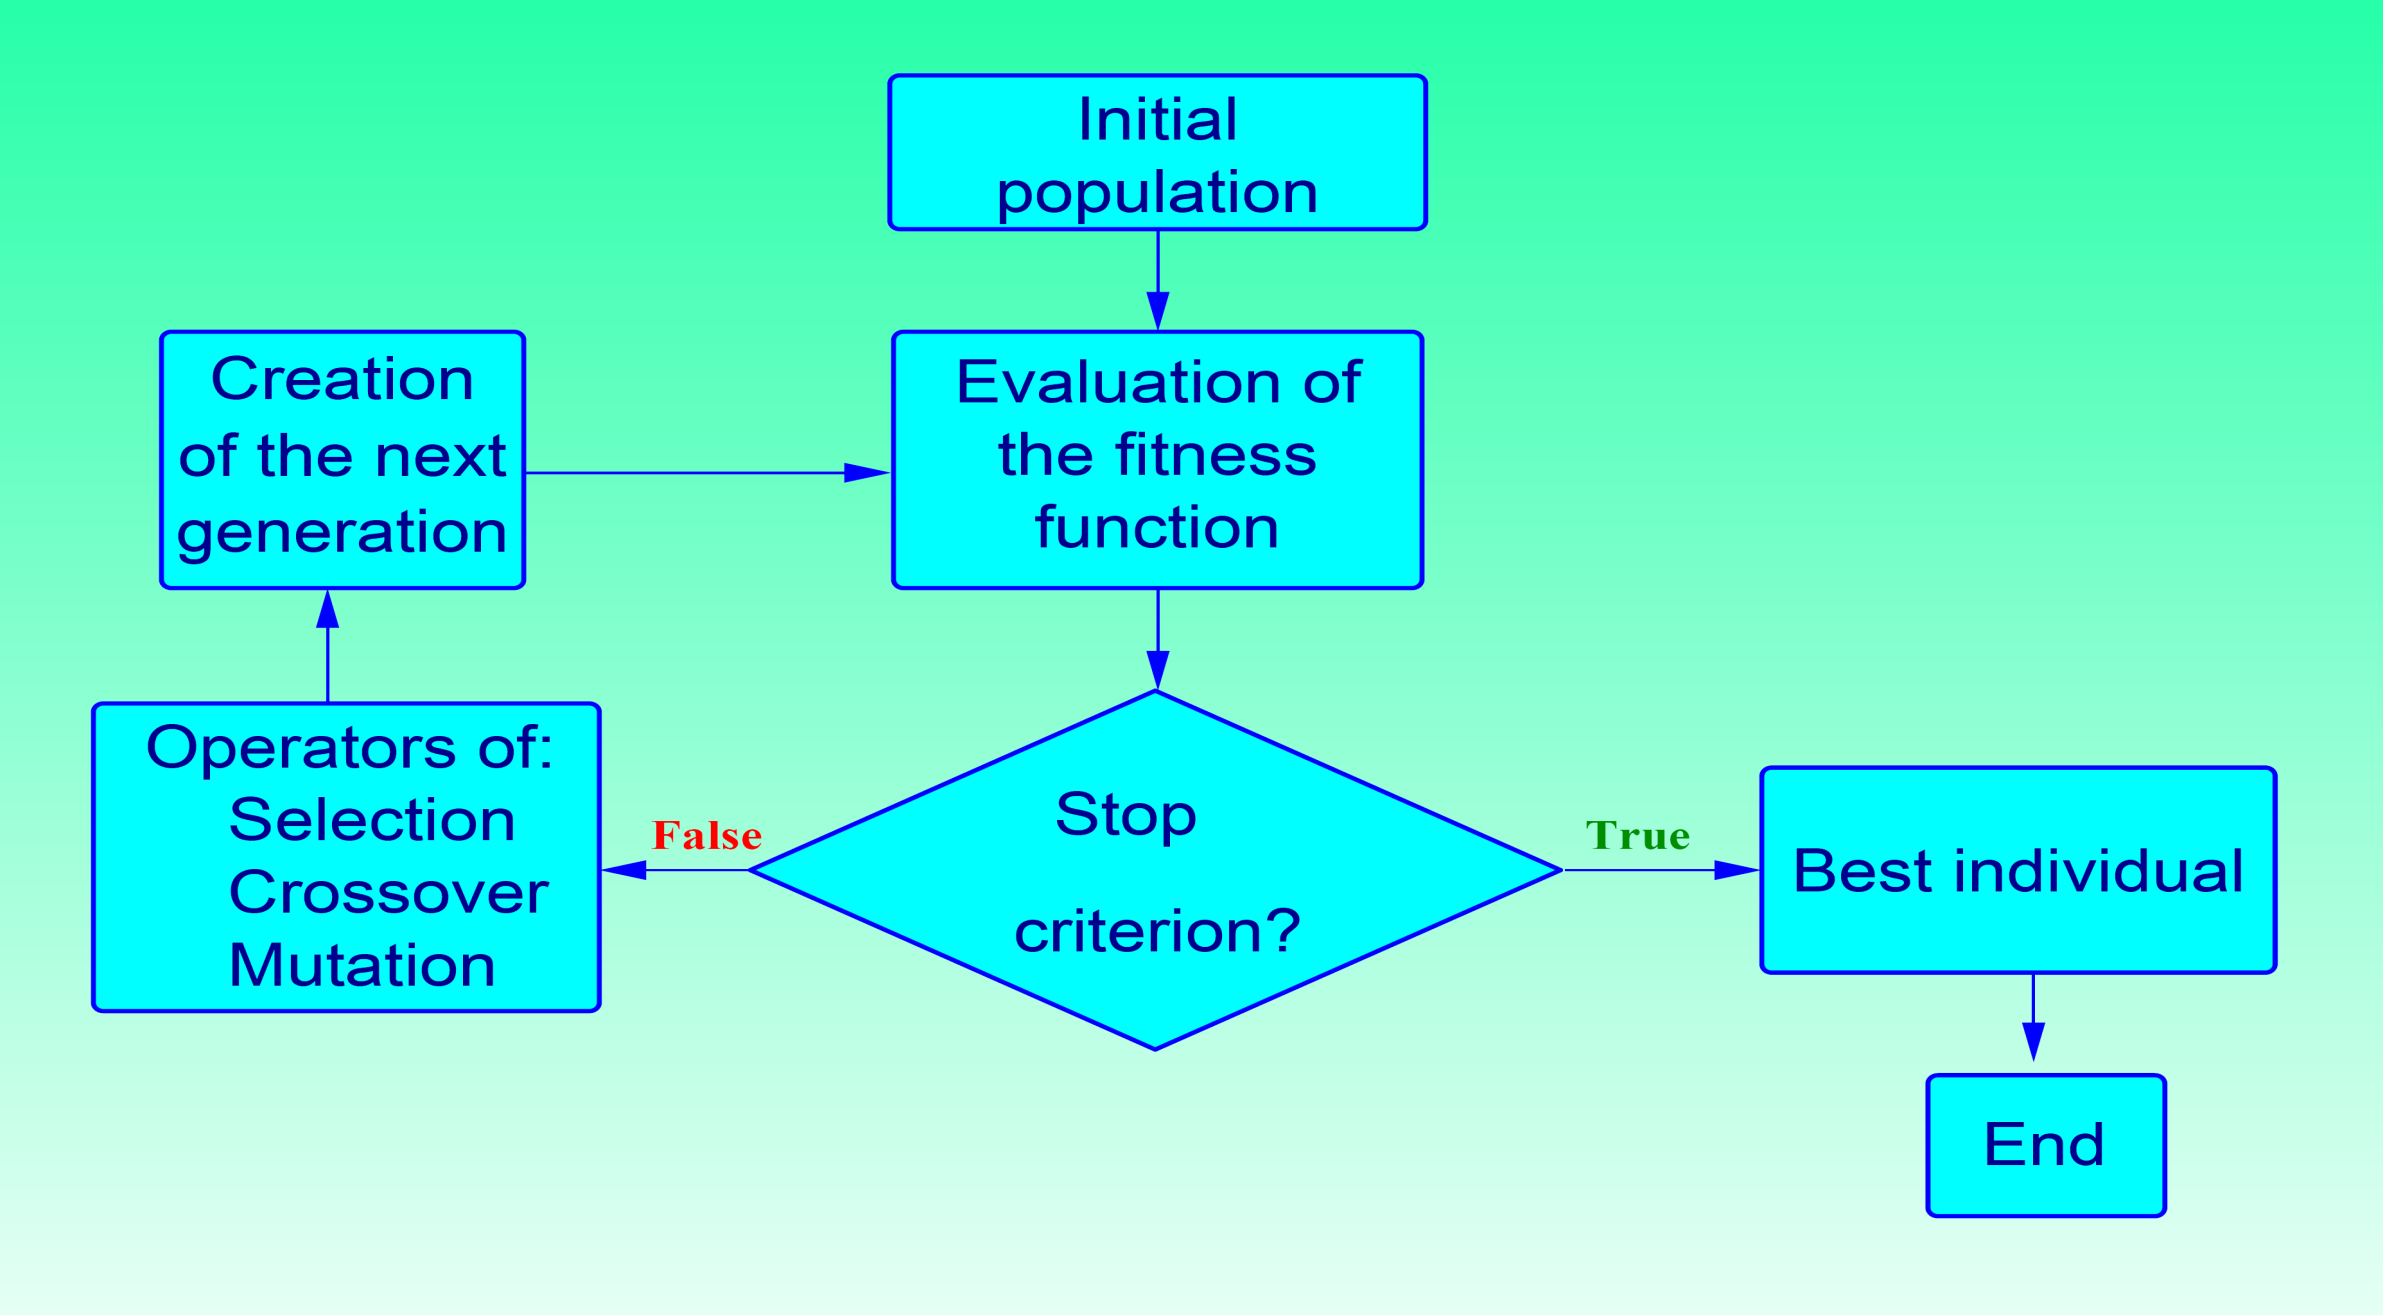 Initial
population
Creation
of the next
generation
Evaluation of
the fitness
function
Operators of:
Selection
Crossover
Mutation
False
Stop
criterion?
True
Best individual
End